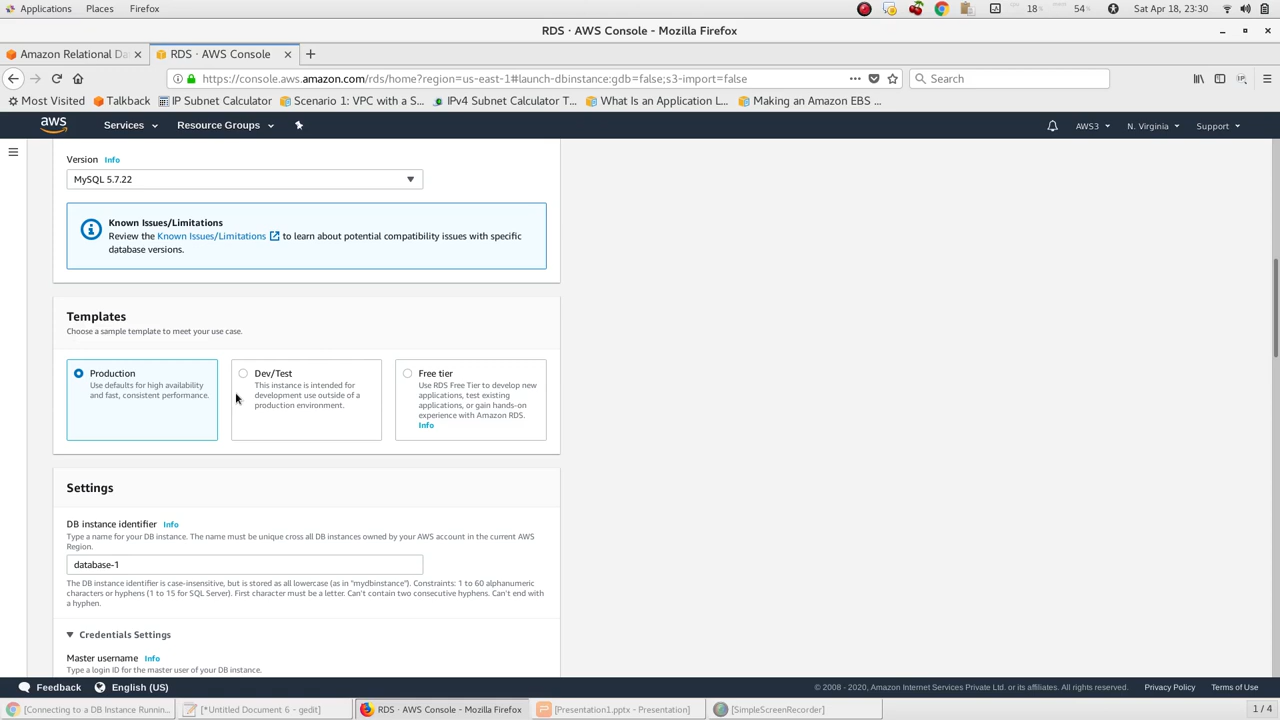 Applications Places Firefox 18% 54% Sat Apr 18, 23:30
RDS · AWS Console - Mozilla Firefox
Amazon Relational Da RDS · AWS Console
https://console.aws.amazon.com/rds/home?region=us-east-1#launch-dbinstance:gdb=false;s3-import=false Search
Most Visited Talkback IP Subnet Calculator Scenario 1: VPC with a S... IPv4 Subnet Calculator T... What Is an Application L... Making an Amazon EBS ...
aws Services Resource Groups AWS3 N. Virginia Support
Version Info
MySQL 5.7.22
Known Issues/Limitations
Review the Known Issues/Limitations to learn about potential compatibility issues with specific
database versions.
Templates
Choose a sample template to meet your use case.
Production
Use defaults for high availability
and fast, consistent performance.
Dev/Test
This instance is intended for
development use outside of a
production environment.
Free tier
Use RDS Free Tier to develop new
applications, test existing
applications, or gain hands-on
experience with Amazon RDS.
Info
Settings
DB instance identifier Info
Type a name for your DB instance. The name must be unique cross all DB instances owned by your AWS account in the current AWS
Region.
database-1
The DB instance identifier is case-insensitive, but is stored as all lowercase (as in "mydbinstance"). Constraints: 1 to 60 alphanumeric
characters or hyphens (1 to 15 for SQL Server). First character must be a letter. Can't contain two consecutive hyphens. Can't end with
a hyphen.
Credentials Settings
Master username Info
Type a login ID for the master user of your DB instance.
Feedback English (US) © 2008 - 2020, Amazon Internet Services Private Ltd. or its affiliates. All rights reserved. Privacy Policy Terms of Use
[Connecting to a DB Instance Runnin... [*Untitled Document 6 - gedit] RDS · AWS Console - Mozilla Firefox [Presentation1.pptx - Presentation] [SimpleScreenRecorder] 1 / 4